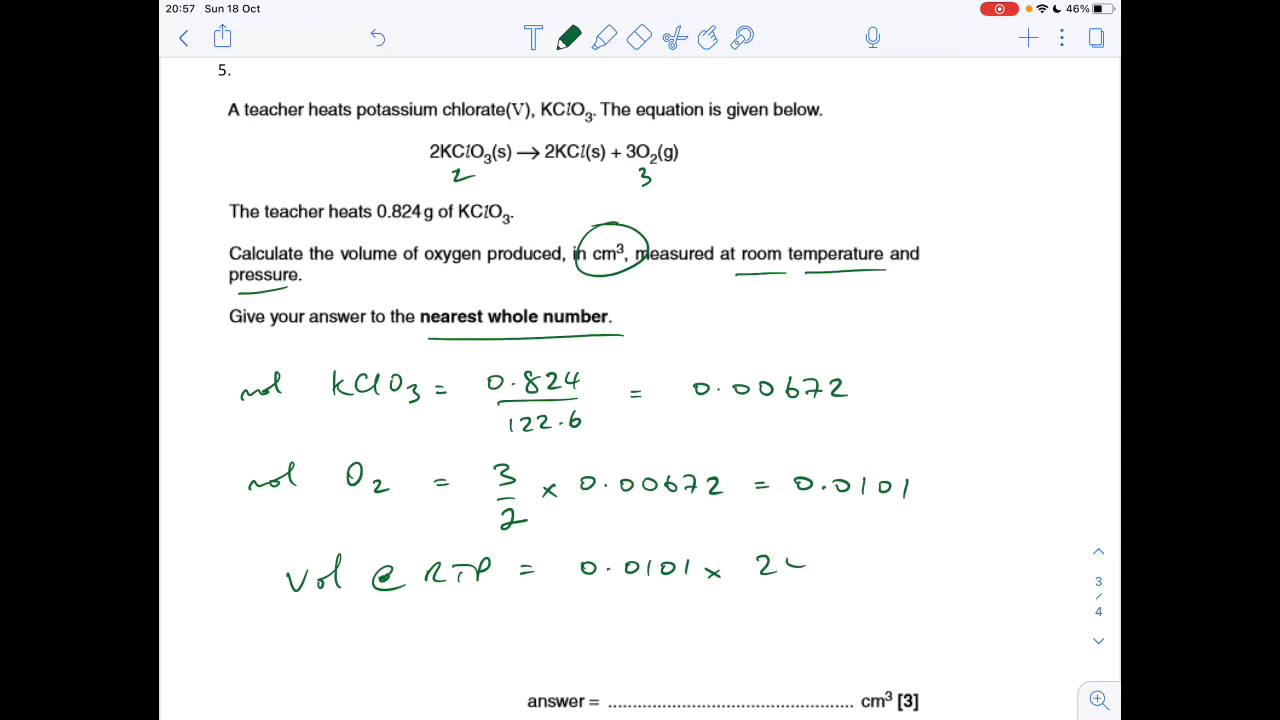 20:57 Sun 18 Oct 46%
T
5.
A teacher heats potassium chlorate(V), KClO₃. The equation is given below.
2KClO₃(s) → 2KCl(s) + 3O₂(g)
2 3
The teacher heats 0.824 g of KClO₃.
Calculate the volume of oxygen produced, in cm³, measured at room temperature and
pressure.
Give your answer to the nearest whole number.
mol KClO₃ = 0.824 / 122.6 = 0.00672
mol O₂ = 3/2 × 0.00672 = 0.0101
Vol @ RTP = 0.0101 × 2
3 / 4
answer = .................................................. cm³ [3]